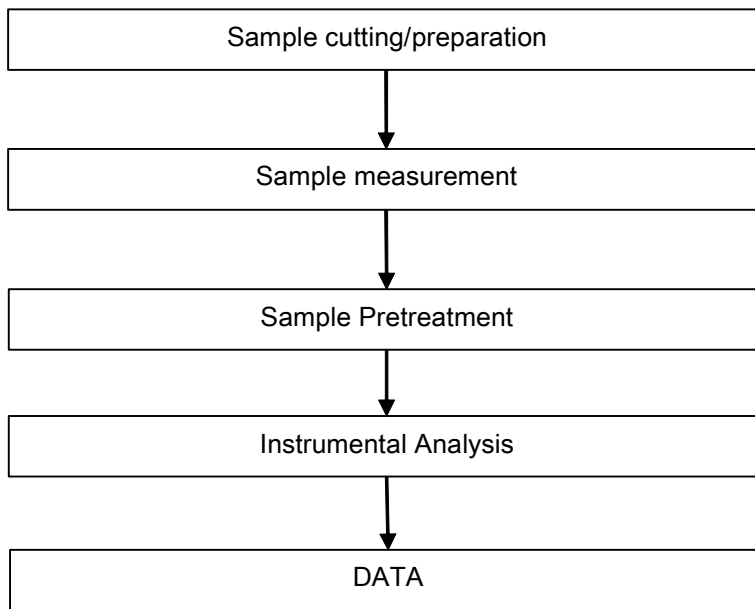 Sample cutting/preparation
Sample measurement
Sample Pretreatment
Instrumental Analysis
DATA